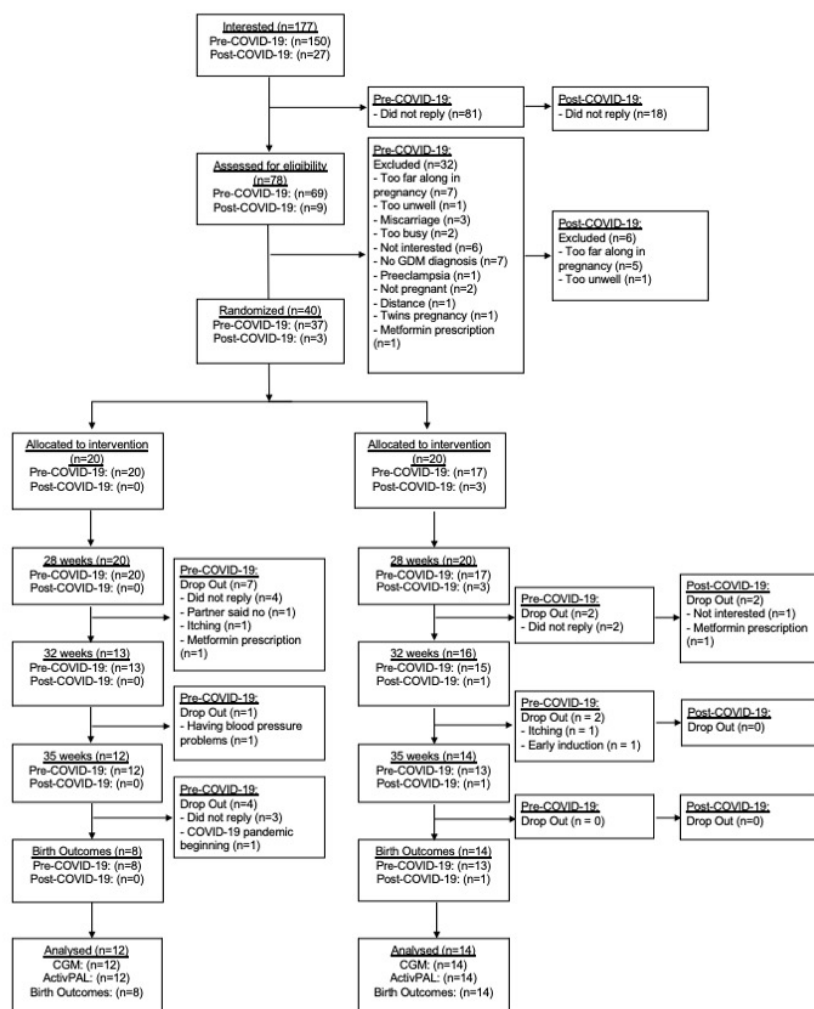 Interested (n=177)
Pre-COVID-19: (n=150)
Post-COVID-19: (n=27)
Pre-COVID-19:
- Did not reply (n=81)
Post-COVID-19:
- Did not reply (n=18)
Assessed for eligibility
(n=78)
Pre-COVID-19: (n=69)
Post-COVID-19: (n=9)
Pre-COVID-19:
Excluded (n=32)
- Too far along in
pregnancy (n=7)
- Too unwell (n=1)
- Miscarriage (n=3)
- Too busy (n=2)
- Not interested (n=6)
- No GDM diagnosis (n=7)
- Preeclampsia (n=1)
- Not pregnant (n=2)
- Distance (n=1)
- Twins pregnancy (n=1)
- Metformin prescription
(n=1)
Post-COVID-19:
Excluded (n=6)
- Too far along in
pregnancy (n=5)
- Too unwell (n=1)
Randomized (n=40)
Pre-COVID-19: (n=37)
Post-COVID-19: (n=3)
Allocated to intervention
(n=20)
Pre-COVID-19: (n=20)
Post-COVID-19: (n=0)
28 weeks (n=20)
Pre-COVID-19: (n=20)
Post-COVID-19: (n=0)
Pre-COVID-19:
Drop Out (n=7)
- Did not reply (n=4)
- Partner said no (n=1)
- Itching (n=1)
- Metformin prescription
(n=1)
32 weeks (n=13)
Pre-COVID-19: (n=13)
Post-COVID-19: (n=0)
Pre-COVID-19:
Drop Out (n=1)
- Having blood pressure
problems (n=1)
35 weeks (n=12)
Pre-COVID-19: (n=12)
Post-COVID-19: (n=0)
Pre-COVID-19:
Drop Out (n=4)
- Did not reply (n=3)
- COVID-19 pandemic
beginning (n=1)
Birth Outcomes (n=8)
Pre-COVID-19: (n=8)
Post-COVID-19: (n=0)
Analysed (n=12)
CGM: (n=12)
ActivPAL: (n=12)
Birth Outcomes: (n=8)
Allocated to intervention
(n=20)
Pre-COVID-19: (n=17)
Post-COVID-19: (n=3)
28 weeks (n=20)
Pre-COVID-19: (n=17)
Post-COVID-19: (n=3)
Pre-COVID-19:
Drop Out (n=2)
- Did not reply (n=2)
Post-COVID-19:
Drop Out (n=2)
- Not interested (n=1)
- Metformin prescription
(n=1)
32 weeks (n=16)
Pre-COVID-19: (n=15)
Post-COVID-19: (n=1)
Pre-COVID-19:
Drop Out (n = 2)
- Itching (n = 1)
- Early induction (n = 1)
Post-COVID-19:
Drop Out (n=0)
35 weeks (n=14)
Pre-COVID-19: (n=13)
Post-COVID-19: (n=1)
Pre-COVID-19:
Drop Out (n = 0)
Post-COVID-19:
Drop Out (n=0)
Birth Outcomes (n=14)
Pre-COVID-19: (n=13)
Post-COVID-19: (n=1)
Analysed (n=14)
CGM: (n=14)
ActivPAL: (n=14)
Birth Outcomes: (n=14)